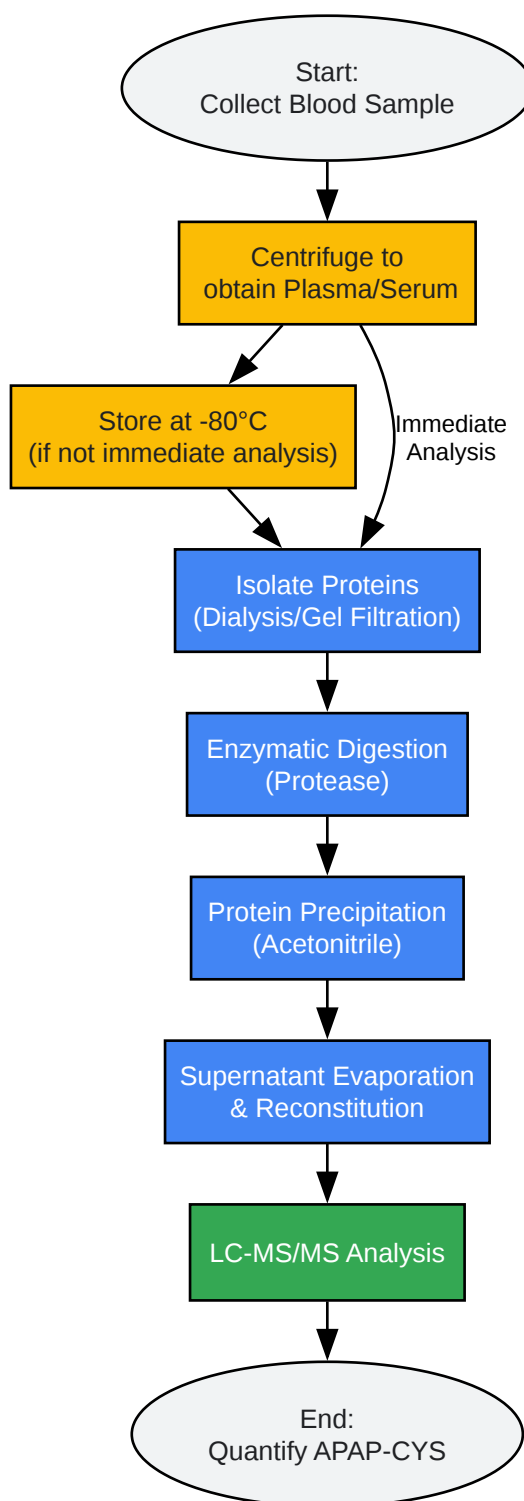 Start:
Collect Blood Sample
Centrifuge to
obtain Plasma/Serum
Store at -80°C
(if not immediate analysis)
Immediate
Analysis
Isolate Proteins
(Dialysis/Gel Filtration)
Enzymatic Digestion
(Protease)
Protein Precipitation
(Acetonitrile)
Supernatant Evaporation
& Reconstitution
LC-MS/MS Analysis
End:
Quantify APAP-CYS